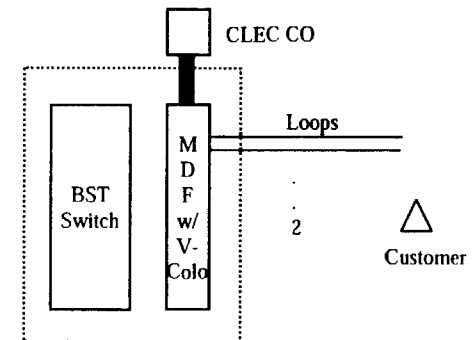 CLEC CO
Loops
M
D
F
w/
V-
Colo
BST
Switch
.
.
2
Customer